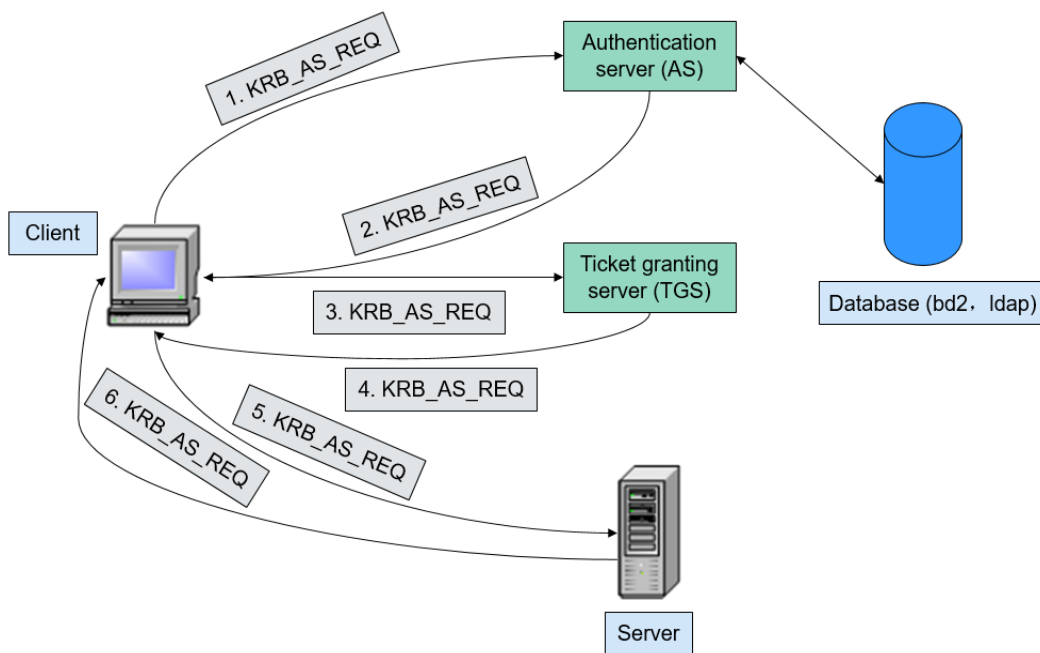 1. KRB_AS_REQ
Authentication
server (AS)
2. KRB_AS_REQ
Client
Ticket granting
server (TGS)
3. KRB_AS_REQ
Database (bd2，ldap)
4. KRB_AS_REQ
6. KRB_AS_REQ
5. KRB_AS_REQ
Server